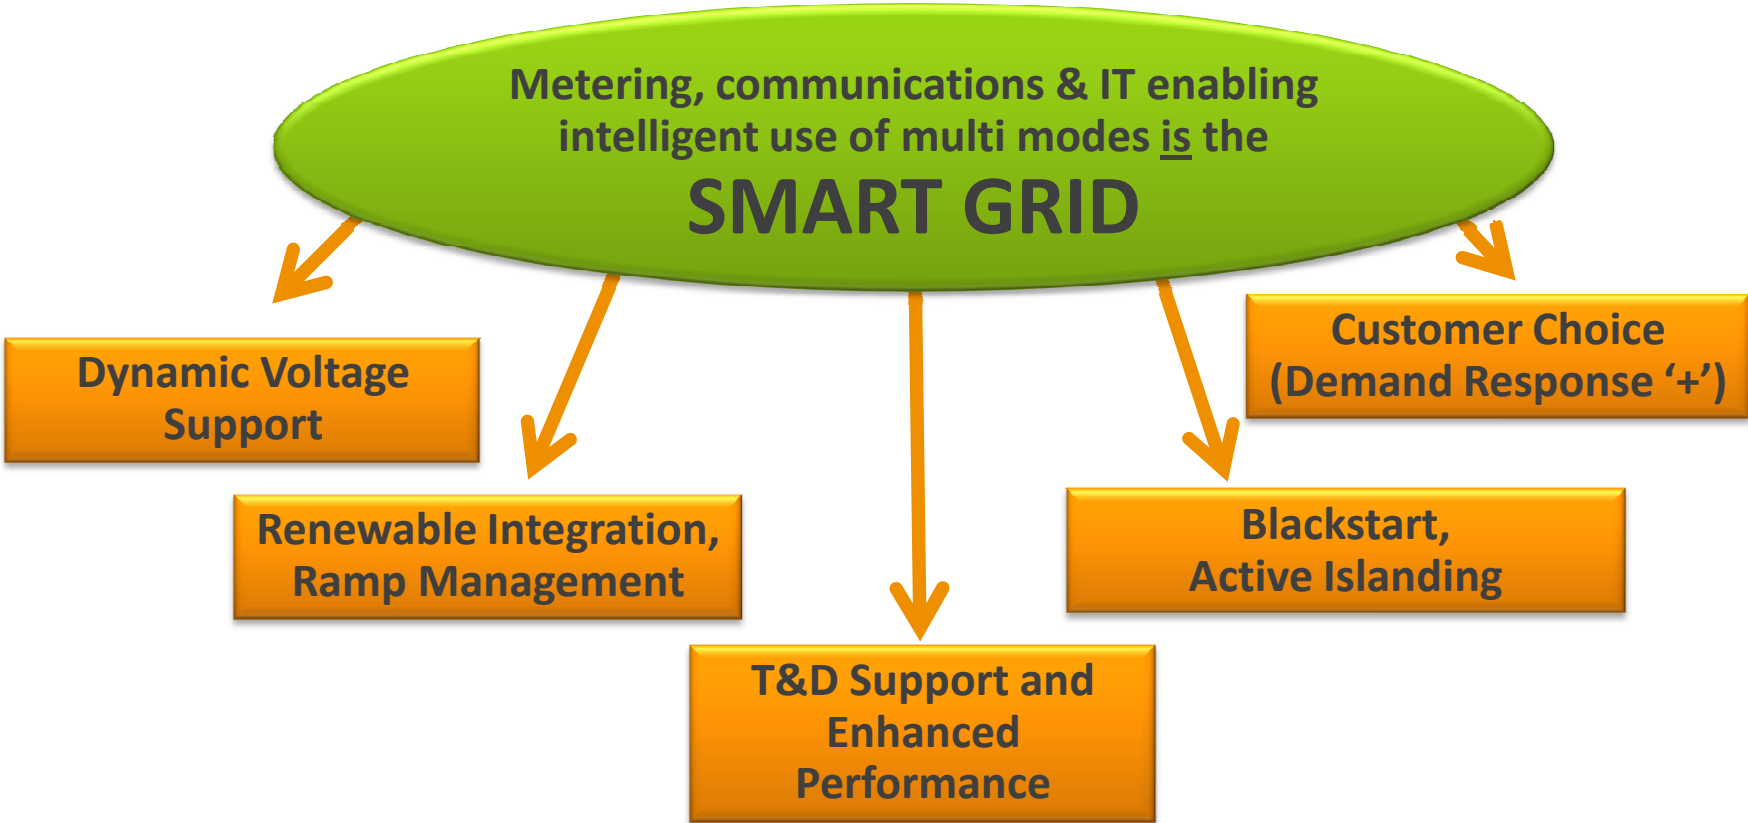 Metering, communications & IT enabling
intelligent use of multi modes is the
SMART GRID
Dynamic Voltage
Support
Renewable Integration,
Ramp Management
T&D Support and
Enhanced
Performance
Blackstart,
Active Islanding
Customer Choice
(Demand Response ‘+’)